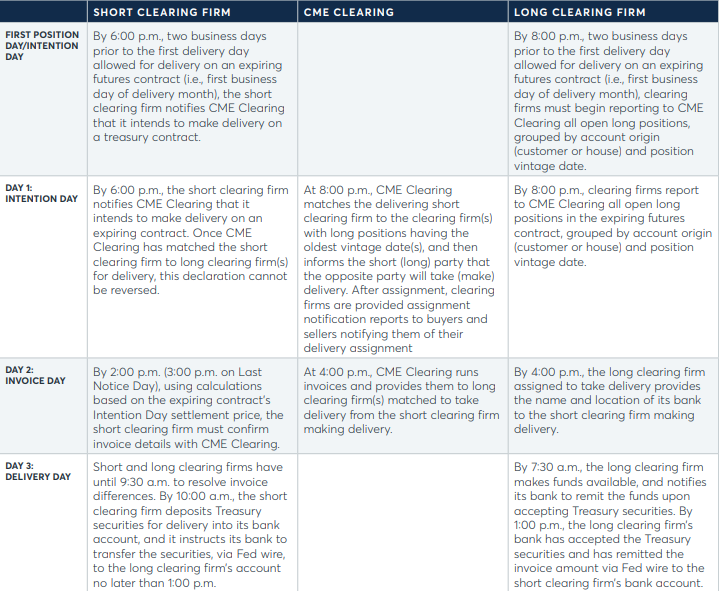 SHORT CLEARING FIRM
CME CLEARING
LONG CLEARING FIRM
FIRST POSITION
DAY/INTENTION
DAY
By 6:00 p.m., two business days
prior to the first delivery day
allowed for delivery on an expiring
futures contract (i.e., first business
day of delivery month), the short
clearing firm notifies CME Clearing
that it intends to make delivery on
a treasury contract.
By 8:00 p.m., two business days
prior to the first delivery day
allowed for delivery on an expiring
futures contract (i.e., first business
day of delivery month), clearing
firms must begin reporting to CME
Clearing all open long positions,
grouped by account origin
(customer or house) and position
vintage date.
DAY 1:
INTENTION DAY
By 6:00 p.m., the short clearing firm
notifies CME Clearing that it
intends to make delivery on an
expiring contract. Once CME
Clearing has matched the short
clearing firm to long clearing firm(s)
for delivery, this declaration cannot
be reversed.
At 8:00 p.m., CME Clearing
matches the delivering short
clearing firm to the clearing firm(s)
with long positions having the
oldest vintage date(s), and then
informs the short (long) party that
the opposite party will take (make)
delivery. After assignment, clearing
firms are provided assignment
notification reports to buyers and
sellers notifying them of their
delivery assignment
By 8:00 p.m., clearing firms report
to CME Clearing all open long
positions in the expiring futures
contract, grouped by account origin
(customer or house) and position
vintage date.
DAY 2:
INVOICE DAY
By 2:00 p.m. (3:00 p.m. on Last
Notice Day), using calculations
based on the expiring contract's
Intention Day settlement price, the
short clearing firm must confirm
invoice details with CME Clearing.
At 4:00 p.m., CME Clearing runs
invoices and provides them to long
clearing firm(s) matched to take
delivery from the short clearing firm
making delivery.
By 4:00 p.m., the long clearing firm
assigned to take delivery provides
the name and location of its bank
to the short clearing firm making
delivery.
DAY 3:
DELIVERY DAY
Short and long clearing firms have
until 9:30 a.m. to resolve invoice
differences. By 10:00 a.m., the short
clearing firm deposits Treasury
securities for delivery into its bank
account, and it instructs its bank to
transfer the securities, via Fed wire,
to the long clearing firm's account
no later than 1:00 p.m.
By 7:30 a.m., the long clearing firm
makes funds available, and notifies
its bank to remit the funds upon
accepting Treasury securities. By
1:00 p.m., the long clearing firm's
bank has accepted the Treasury
securities and has remitted the
invoice amount via Fed wire to the
short clearing firm's bank account.